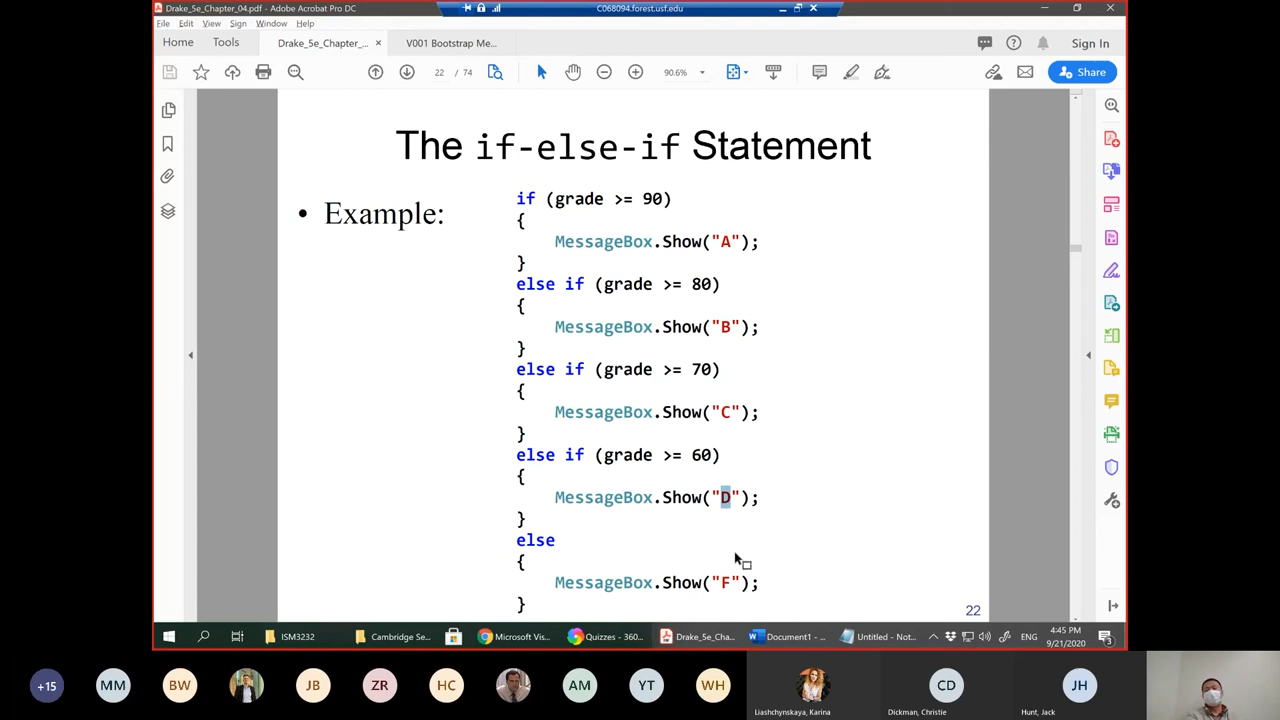 Drake_5e_Chapter_04.pdf - Adobe Acrobat Pro DC
C068094.forest.usf.edu
File Edit View Sign Window Help
Home Tools Drake_5e_Chapter_... × V001 Bootstrap Me...
Sign In
22 / 74 90.6% Share
The if-else-if Statement
• Example:
if (grade >= 90)
{
MessageBox.Show("A");
}
else if (grade >= 80)
{
MessageBox.Show("B");
}
else if (grade >= 70)
{
MessageBox.Show("C");
}
else if (grade >= 60)
{
MessageBox.Show("D");
}
else
{
MessageBox.Show("F");
}
22
ISM3232 Cambridge Se... Microsoft Vis... Quizzes - 360... Drake_5e_Cha... Document1 - ... Untitled - Not... ENG 4:45 PM
9/21/2020 3
+15 MM BW JB ZR HC AM YT WH CD JH
Liashchynskaya, Karina Dickman, Christie Hunt, Jack